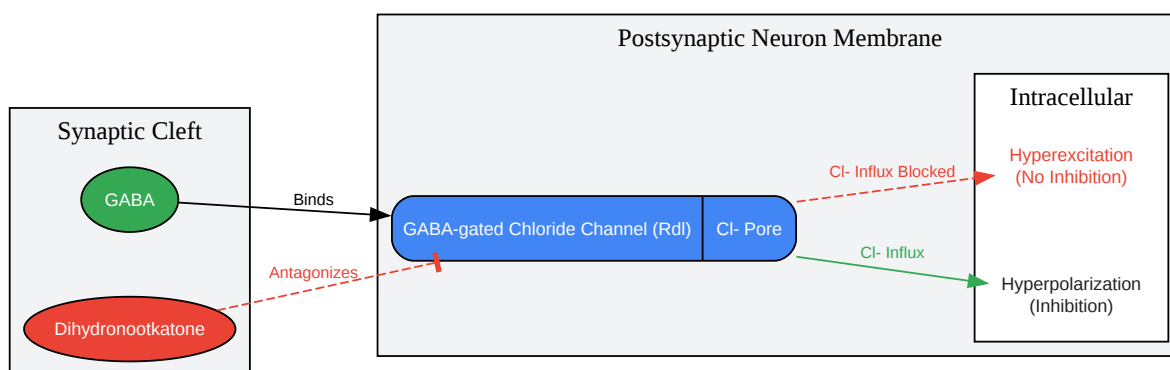 Postsynaptic Neuron Membrane
Synaptic Cleft
Intracellular
GABA
Binds
GABA-gated Chloride Channel (Rdl)
Cl- Pore
Cl- Influx Blocked
Hyperexcitation
(No Inhibition)
Antagonizes
Cl- Influx
Hyperpolarization
(Inhibition)
Dihydronootkatone